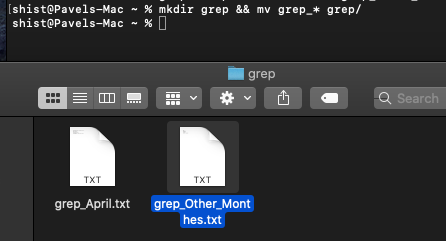 [shist@Pavels-Mac ~ % mkdir grep && mv grep_* grep/
shist@Pavels-Mac ~ %
grep
Search
TXT
TXT
grep_April.txt
grep_Other_Mont
hes.txt